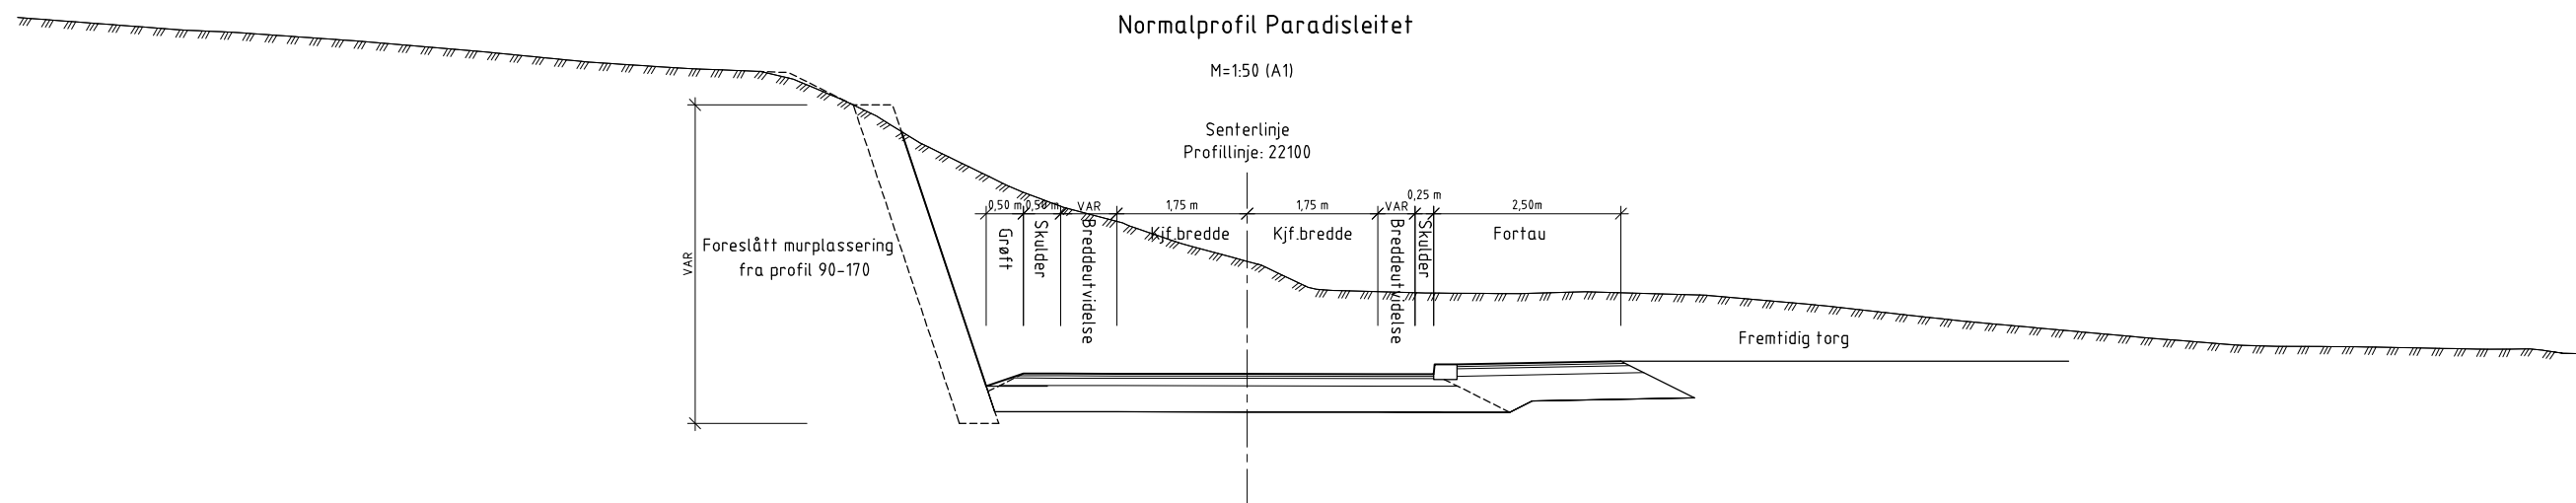 Normalprofil Paradisleitet
M=1:50 (A1)
Senterlinje
Profillinje: 22100
0,25 m
0,50 m 0,50 m VAR 1,75 m 1,75 m VAR 2,50m
Grøft Skulder Breddeutvidelse Kjf.bredde Kjf.bredde Breddeutvidelse Skulder Fortau
VAR
Foreslått murplassering
fra profil 90-170
Fremtidig torg